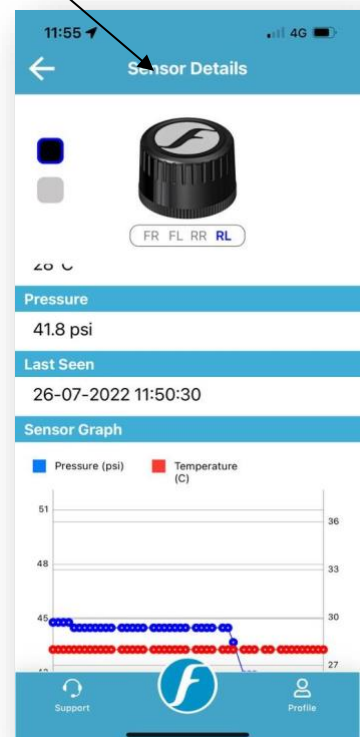 11:55 4G
Sensor Details
FR FL RR RL
28 °C
Pressure
41.8 psi
Last Seen
26-07-2022 11:50:30
Sensor Graph
Pressure (psi) Temperature
(C)
51
36
48
33
45
30
27
Support Profile